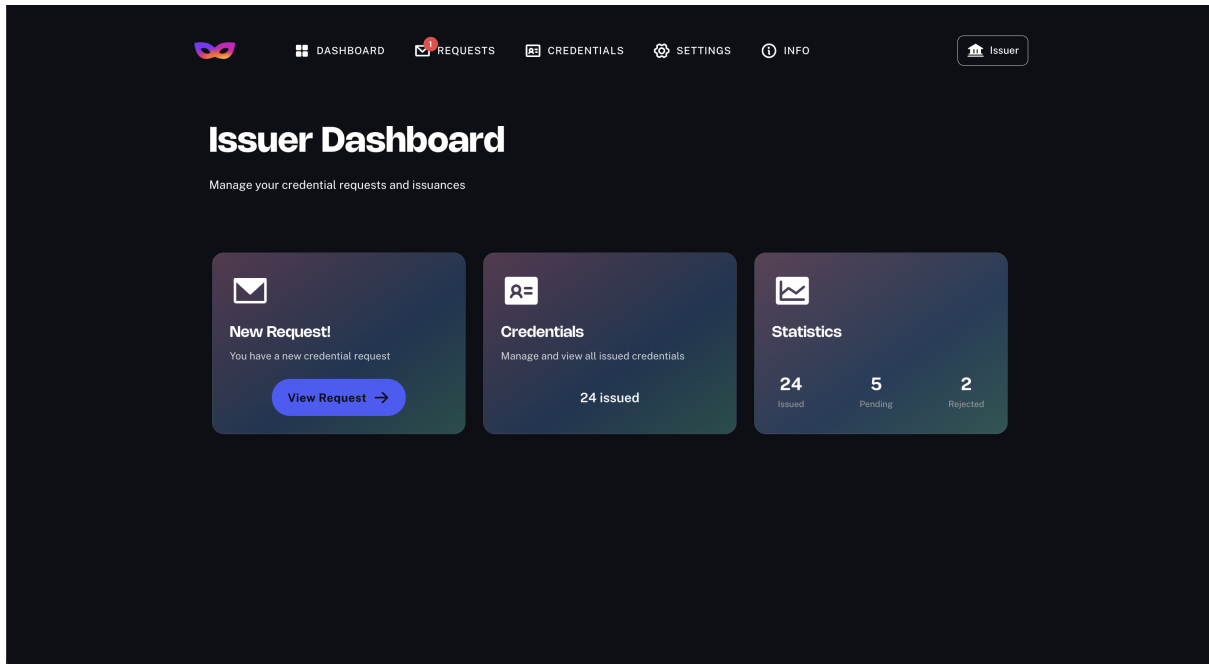 DASHBOARD
1
REQUESTS
CREDENTIALS
SETTINGS
INFO
Issuer
Issuer Dashboard
Manage your credential requests and issuances
New Request!
You have a new credential request
View Request
Credentials
Manage and view all issued credentials
24 issued
Statistics
24 5 2
Issued Pending Rejected